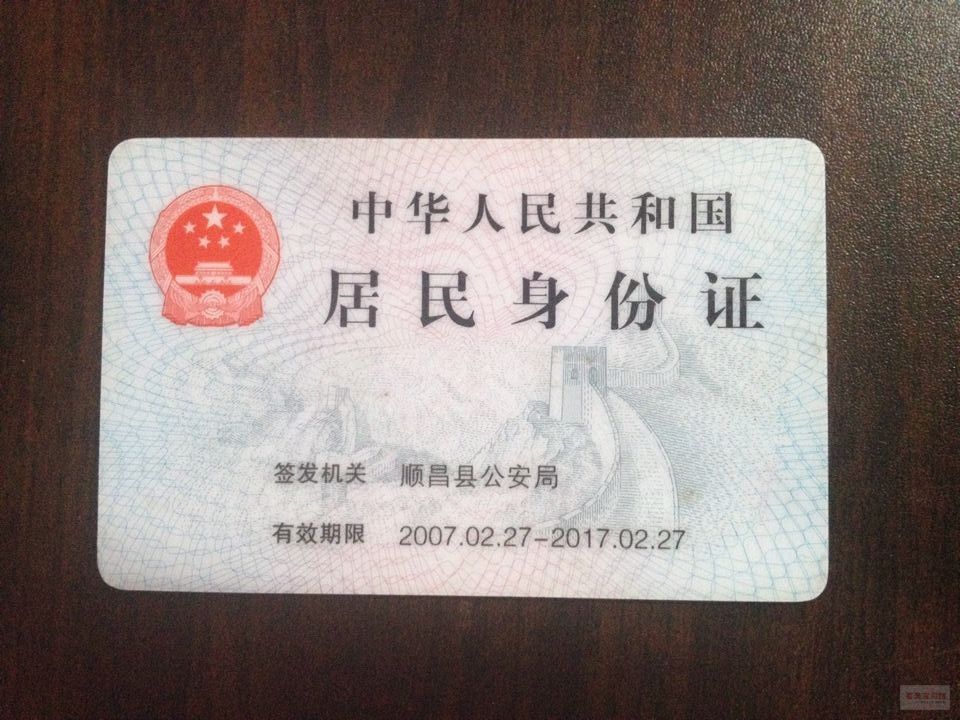 中华人民共和国
居民身份证
签发机关 顺昌县公安局
有效期限 2007.02.27-2017.02.27